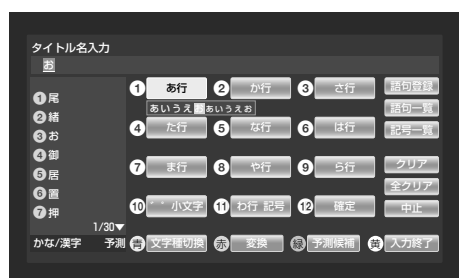 タイトル名入力
お
① あ行 ② か行 ③ さ行 語句登録
あいうえおぁぃぅぇぉ 語句一覧
④ た行 ⑤ な行 ⑥ は行 記号一覧
⑦ ま行 ⑧ や行 ⑨ ら行 クリア
全クリア
⑩ ゛゜小文字 ⑪ わ行 記号 ⑫ 確定 中止
①尾
②緒
③お
④御
⑤居
⑥置
⑦押
1/30▼
かな/漢字 予測 青 文字種切換 赤 変換 緑 予測候補 黄 入力終了